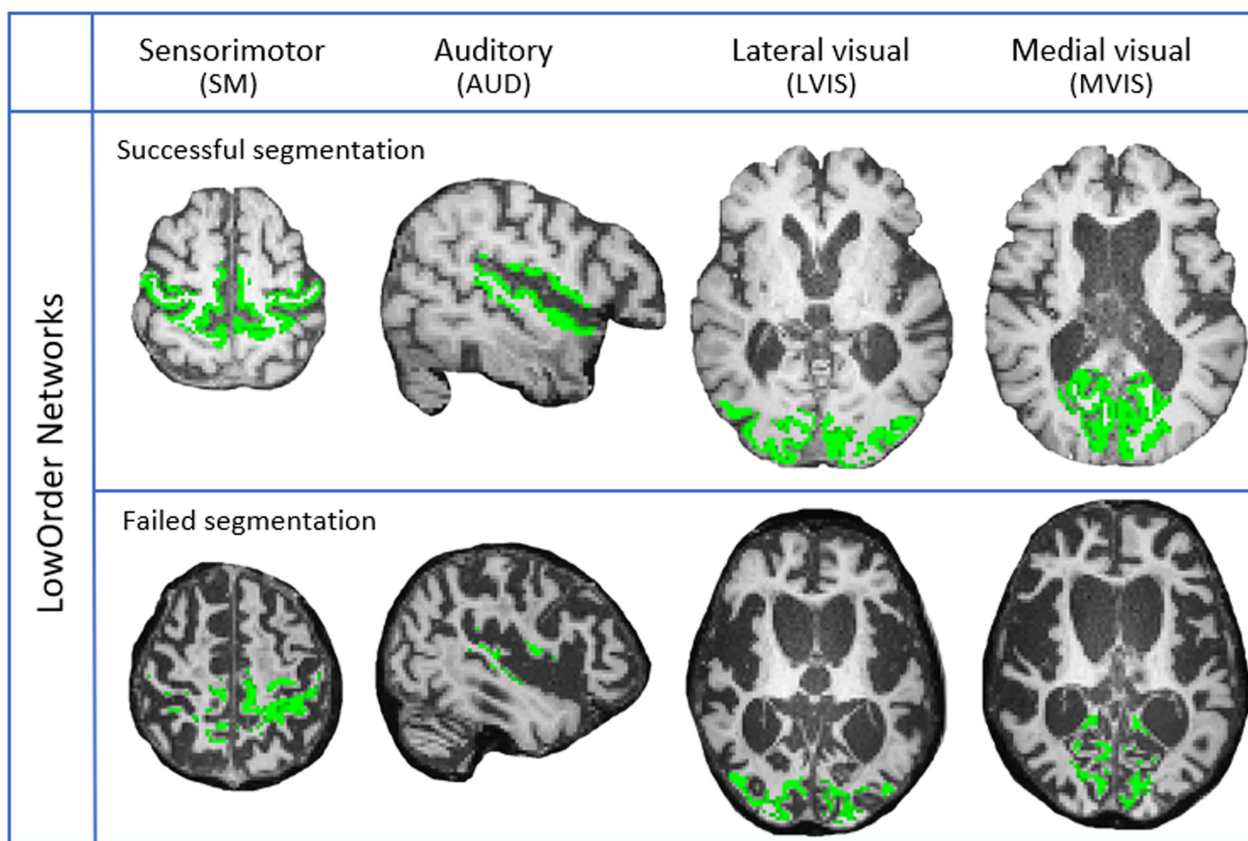 Sensorimotor
(SM)
Auditory
(AUD)
Lateral visual
(LVIS)
Medial visual
(MVIS)
LowOrder Networks
Successful segmentation
Failed segmentation